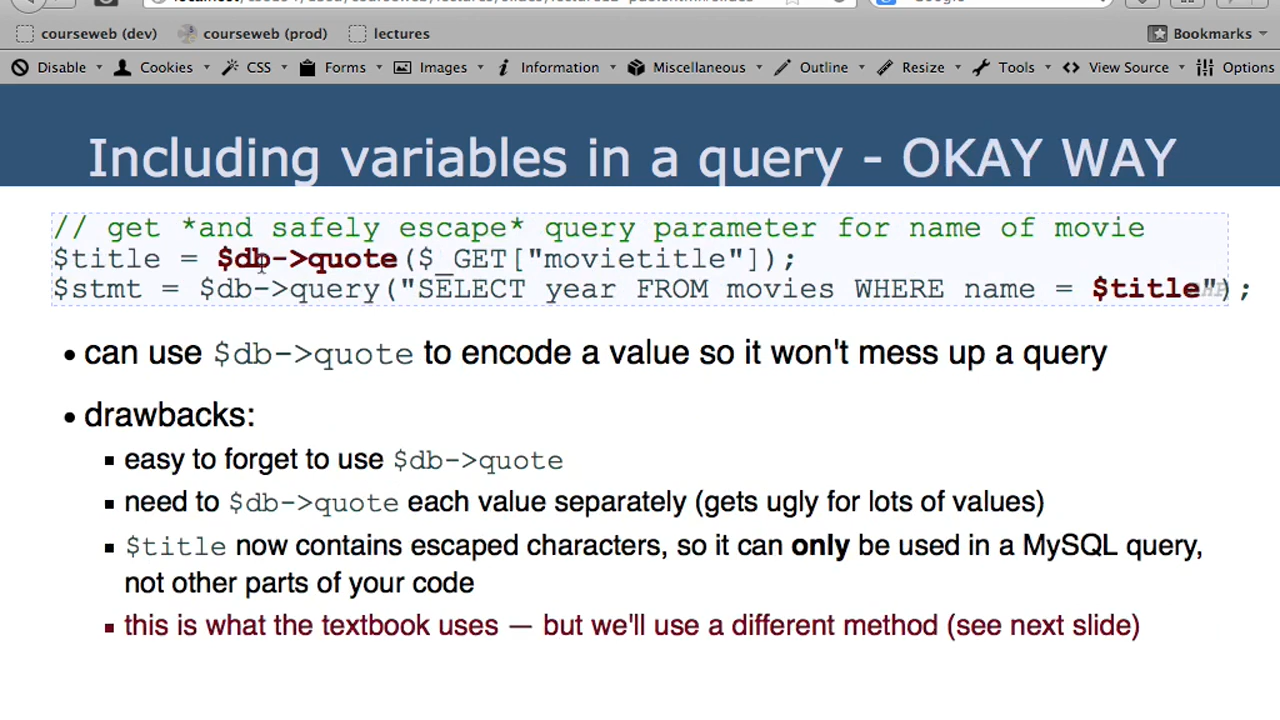 courseweb (dev) courseweb (prod) lectures Bookmarks
Disable Cookies CSS Forms Images Information Miscellaneous Outline Resize Tools View Source Options
Including variables in a query - OKAY WAY
// get *and safely escape* query parameter for name of movie
$title = $db->quote($_GET["movietitle"]);
$stmt = $db->query("SELECT year FROM movies WHERE name = $title");
• can use $db->quote to encode a value so it won't mess up a query
• drawbacks:
▪ easy to forget to use $db->quote
▪ need to $db->quote each value separately (gets ugly for lots of values)
▪ $title now contains escaped characters, so it can only be used in a MySQL query,
not other parts of your code
▪ this is what the textbook uses — but we'll use a different method (see next slide)